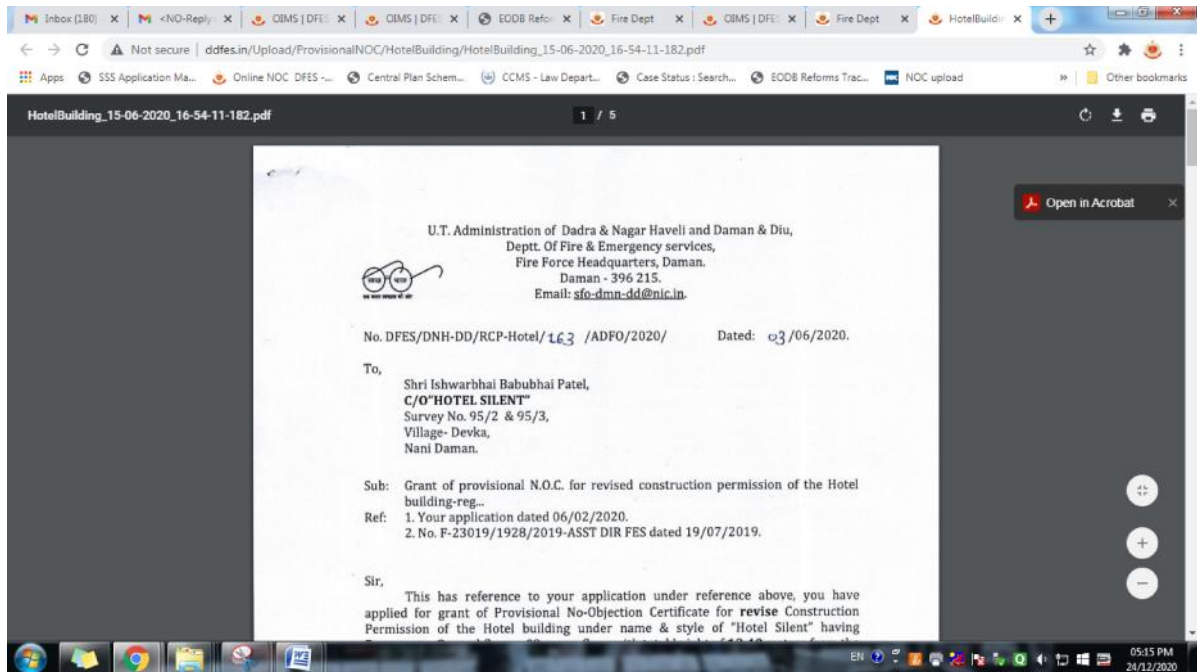 Inbox (180)
<NO-Reply
OIMS | DFES
OIMS | DFE
EODB Refor
Fire Dept
OIMS | DFE
Fire Dept
HotelBuildin
Not secure | ddfes.in/Upload/ProvisionalNOC/HotelBuilding/HotelBuilding_15-06-2020_16-54-11-182.pdf
Apps SSS Application Ma... Online NOC DFES -... Central Plan Schem... CCMS - Law Depart... Case Status : Search... EODB Reforms Trac... NOC upload » Other bookmarks
HotelBuilding_15-06-2020_16-54-11-182.pdf 1 / 5
Open in Acrobat
U.T. Administration of Dadra & Nagar Haveli and Daman & Diu,
Deptt. Of Fire & Emergency services,
Fire Force Headquarters, Daman.
Daman - 396 215.
Email: sfo-dmn-dd@nic.in.
No. DFES/DNH-DD/RCP-Hotel/163 /ADFO/2020/ Dated: 03/06/2020.
To,
Shri Ishwarbhai Babubhai Patel,
C/O"HOTEL SILENT"
Survey No. 95/2 & 95/3,
Village- Devka,
Nani Daman.
Sub: Grant of provisional N.O.C. for revised construction permission of the Hotel
building-reg...
Ref: 1. Your application dated 06/02/2020.
2. No. F-23019/1928/2019-ASST DIR FES dated 19/07/2019.
Sir,
This has reference to your application under reference above, you have
applied for grant of Provisional No-Objection Certificate for revise Construction
Permission of the Hotel building under name & style of "Hotel Silent" having
EN
05:15 PM
24/12/2020